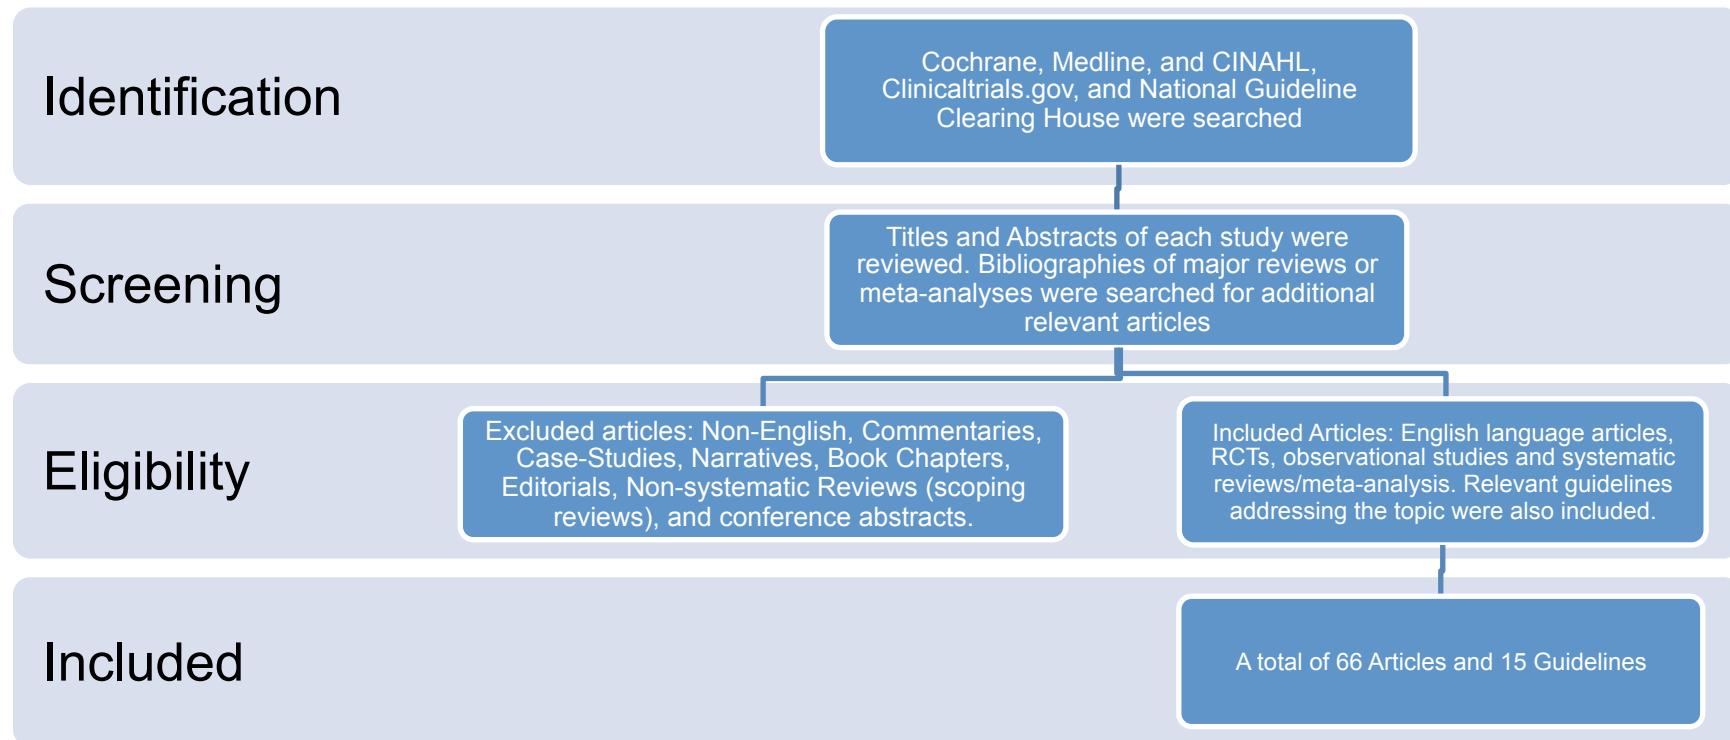 Identification
Cochrane, Medline, and CINAHL,
Clinicaltrials.gov, and National Guideline
Clearing House were searched
Screening
Titles and Abstracts of each study were
reviewed. Bibliographies of major reviews or
meta-analyses were searched for additional
relevant articles
Eligibility
Excluded articles: Non-English, Commentaries,
Case-Studies, Narratives, Book Chapters,
Editorials, Non-systematic Reviews (scoping
reviews), and conference abstracts.
Included Articles: English language articles,
RCTs, observational studies and systematic
reviews/meta-analysis. Relevant guidelines
addressing the topic were also included.
Included
A total of 66 Articles and 15 Guidelines